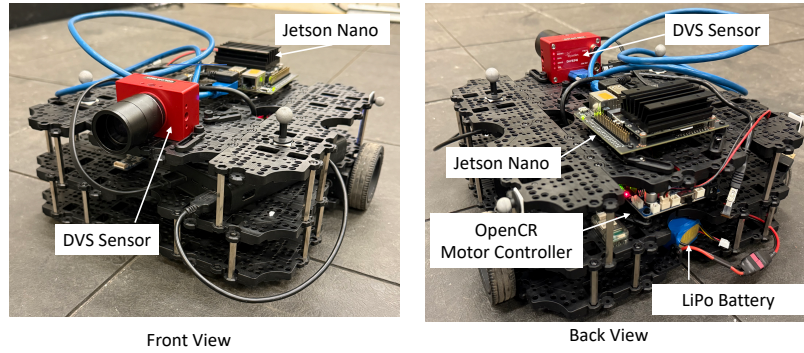 Jetson Nano
DVS Sensor
Front View
DVS Sensor
Jetson Nano
OpenCR
Motor Controller
LiPo Battery
Back View